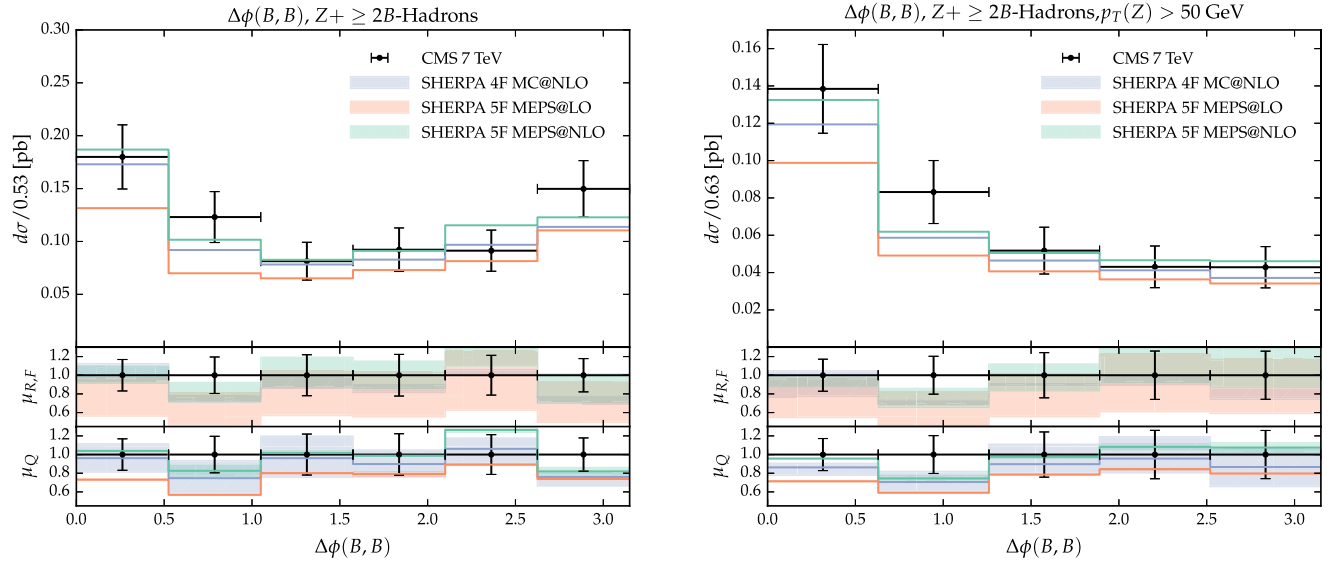 Δϕ(B, B), Z+ ≥ 2B-Hadrons
0.30
0.25
0.20
0.15
0.10
0.05
dσ/0.53 [pb]
CMS 7 TeV
SHERPA 4F MC@NLO
SHERPA 5F MEPS@LO
SHERPA 5F MEPS@NLO
1.2
1.0
0.8
0.6
μR,F
1.2
1.0
0.8
0.6
μQ
0.0 0.5 1.0 1.5 2.0 2.5 3.0
Δϕ(B, B)
Δϕ(B, B), Z+ ≥ 2B-Hadrons,pT(Z) > 50 GeV
0.16
0.14
0.12
0.10
0.08
0.06
0.04
0.02
dσ/0.63 [pb]
CMS 7 TeV
SHERPA 4F MC@NLO
SHERPA 5F MEPS@LO
SHERPA 5F MEPS@NLO
1.2
1.0
0.8
0.6
μR,F
1.2
1.0
0.8
0.6
μQ
0.0 0.5 1.0 1.5 2.0 2.5 3.0
Δϕ(B, B)